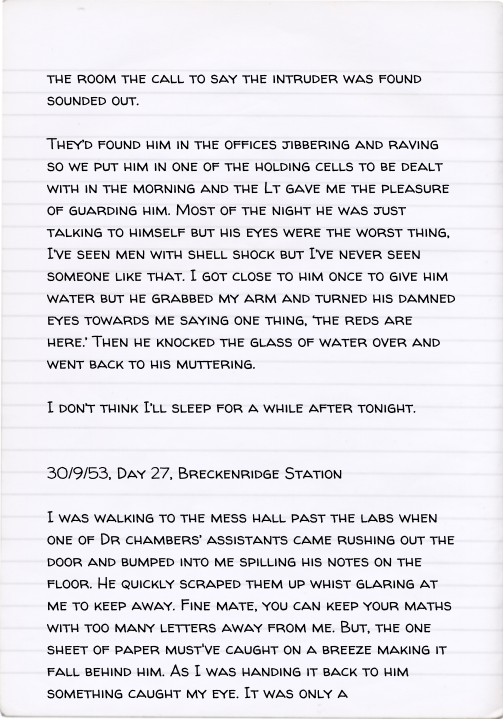 the room the call to say the intruder was found
sounded out.
They'd found him in the offices jibbering and raving
so we put him in one of the holding cells to be dealt
with in the morning and the Lt gave me the pleasure
of guarding him. Most of the night he was just
talking to himself but his eyes were the worst thing,
I've seen men with shell shock but I've never seen
someone like that. I got close to him once to give him
water but he grabbed my arm and turned his damned
eyes towards me saying one thing, 'the reds are
here.' Then he knocked the glass of water over and
went back to his muttering.
I don't think I'll sleep for a while after tonight.
30/9/53, Day 27, Breckenridge Station
I was walking to the mess hall past the labs when
one of Dr chambers' assistants came rushing out the
door and bumped into me spilling his notes on the
floor. He quickly scraped them up whist glaring at
me to keep away. Fine mate, you can keep your maths
with too many letters away from me. But, the one
sheet of paper must've caught on a breeze making it
fall behind him. As I was handing it back to him
something caught my eye. It was only a